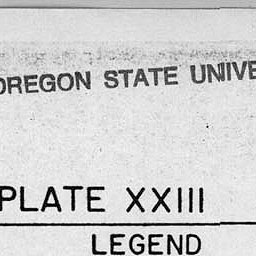 OREGON STATE UNIVE
PLATE XXIII
LEGEND